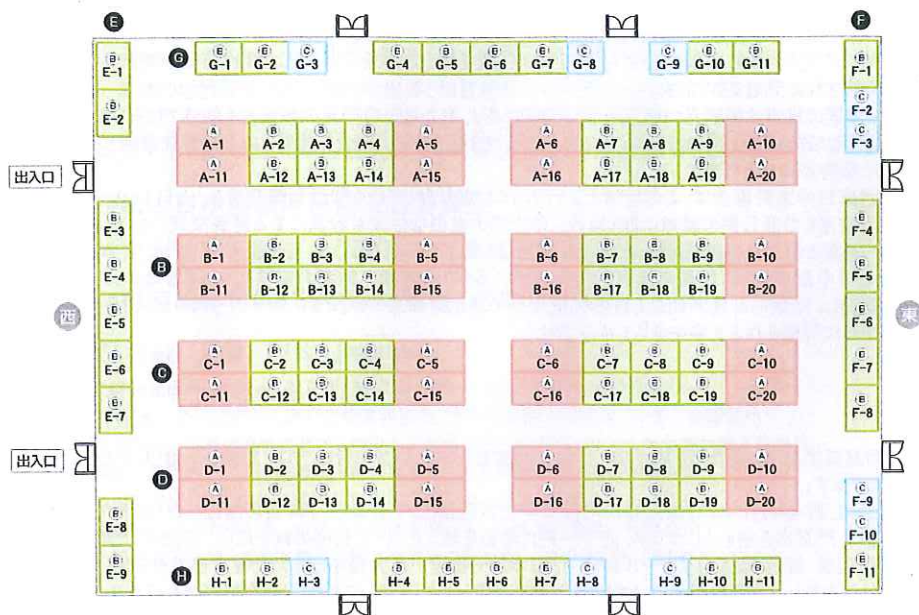 E F
G Ⓑ Ⓑ Ⓒ Ⓑ Ⓑ Ⓑ Ⓑ Ⓒ Ⓒ Ⓑ Ⓑ
G-1 G-2 G-3 G-4 G-5 G-6 G-7 G-8 G-9 G-10 G-11
Ⓑ Ⓑ
E-1 F-1
Ⓑ Ⓒ
E-2 F-2
Ⓒ
F-3
Ⓐ Ⓑ Ⓑ Ⓑ Ⓐ Ⓐ Ⓑ Ⓑ Ⓑ Ⓐ
A-1 A-2 A-3 A-4 A-5 A-6 A-7 A-8 A-9 A-10
Ⓐ Ⓑ Ⓑ Ⓑ Ⓐ Ⓐ Ⓑ Ⓑ Ⓑ Ⓐ
A-11 A-12 A-13 A-14 A-15 A-16 A-17 A-18 A-19 A-20
出入口
Ⓑ Ⓑ
E-3 F-4
B Ⓐ Ⓑ Ⓑ Ⓑ Ⓐ Ⓐ Ⓑ Ⓑ Ⓑ Ⓐ
B-1 B-2 B-3 B-4 B-5 B-6 B-7 B-8 B-9 B-10
Ⓑ Ⓑ
E-4 F-5
Ⓐ Ⓑ Ⓑ Ⓑ Ⓐ Ⓐ Ⓑ Ⓑ Ⓑ Ⓐ
B-11 B-12 B-13 B-14 B-15 B-16 B-17 B-18 B-19 B-20
西 東
Ⓑ Ⓑ
E-5 F-6
Ⓑ Ⓑ
E-6 F-7
C Ⓐ Ⓑ Ⓑ Ⓑ Ⓐ Ⓐ Ⓑ Ⓑ Ⓑ Ⓐ
C-1 C-2 C-3 C-4 C-5 C-6 C-7 C-8 C-9 C-10
Ⓐ Ⓑ Ⓑ Ⓑ Ⓐ Ⓐ Ⓑ Ⓑ Ⓑ Ⓐ
C-11 C-12 C-13 C-14 C-15 C-16 C-17 C-18 C-19 C-20
Ⓑ Ⓑ
E-7 F-8
出入口
D Ⓐ Ⓑ Ⓑ Ⓑ Ⓐ Ⓐ Ⓑ Ⓑ Ⓑ Ⓐ
D-1 D-2 D-3 D-4 D-5 D-6 D-7 D-8 D-9 D-10
Ⓐ Ⓑ Ⓑ Ⓑ Ⓐ Ⓐ Ⓑ Ⓑ Ⓑ Ⓐ
D-11 D-12 D-13 D-14 D-15 D-16 D-17 D-18 D-19 D-20
Ⓒ
F-9
Ⓑ Ⓒ
E-8 F-10
Ⓑ Ⓑ
E-9 F-11
H Ⓑ Ⓑ Ⓒ Ⓑ Ⓑ Ⓑ Ⓑ Ⓒ Ⓒ Ⓑ Ⓑ
H-1 H-2 H-3 H-4 H-5 H-6 H-7 H-8 H-9 H-10 H-11